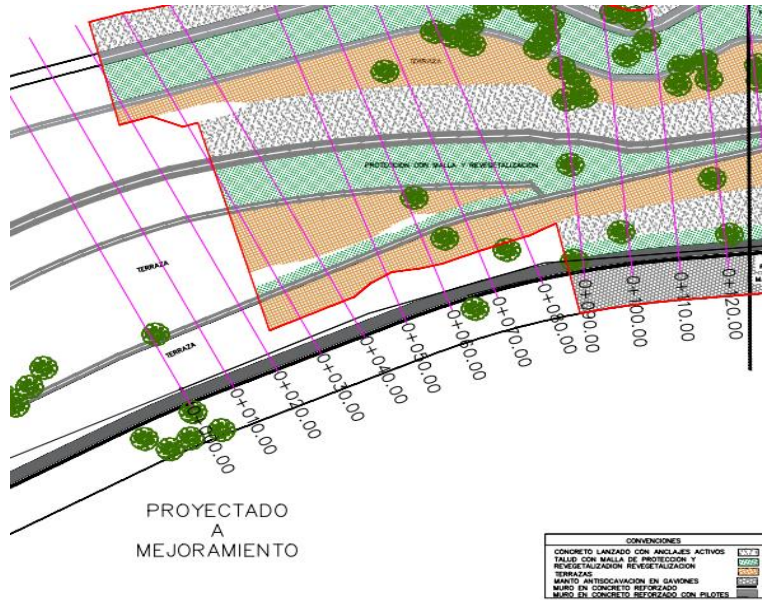 TERRAZA
PROTECCION CON MALLA Y REVEGETALIZACION
TERRAZA
TERRAZA
0+000.00
0+010.00
0+020.00
0+030.00
0+040.00
0+050.00
0+060.00
0+070.00
0+080.00
0+090.00
0+100.00
0+110.00
0+120.00
PROYECTADO
A
MEJORAMIENTO
CONVENCIONES
CONCRETO LANZADO CON ANCLAJES ACTIVOS
TALUD CON MALLA DE PROTECCION Y
REVEGETALIZADION REVEGETALIZACION
TERRAZAS
MANTO ANTISOCAVACION EN GAVIONES
MURO EN CONCRETO REFORZADO
MURO EN CONCRETO REFORZADO CON PILOTES